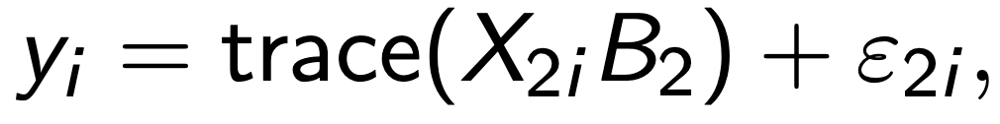 yᵢ = trace(X₂ᵢB₂) + ε₂ᵢ,